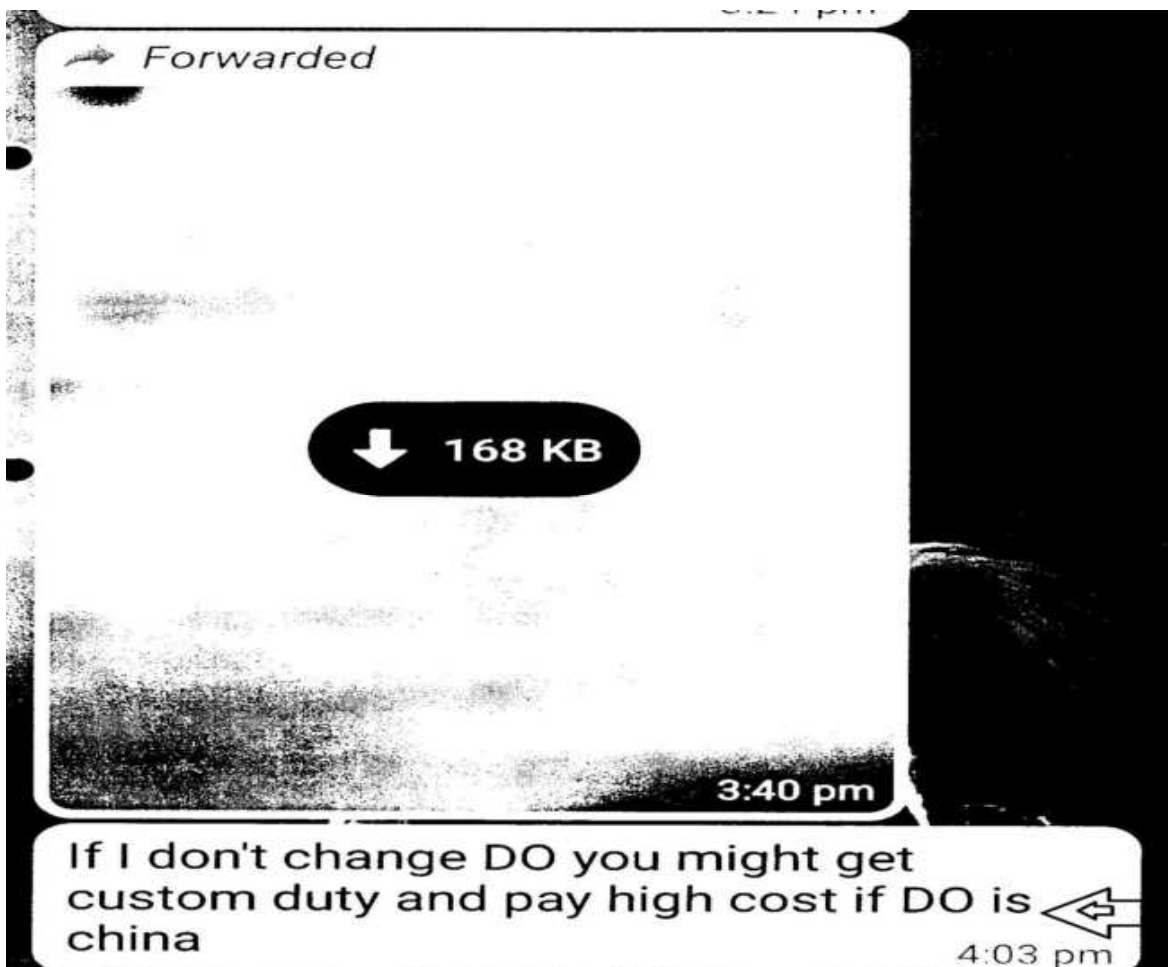 Forwarded
168 KB
3:40 pm
If I don't change DO you might get
custom duty and pay high cost if DO is
china
4:03 pm